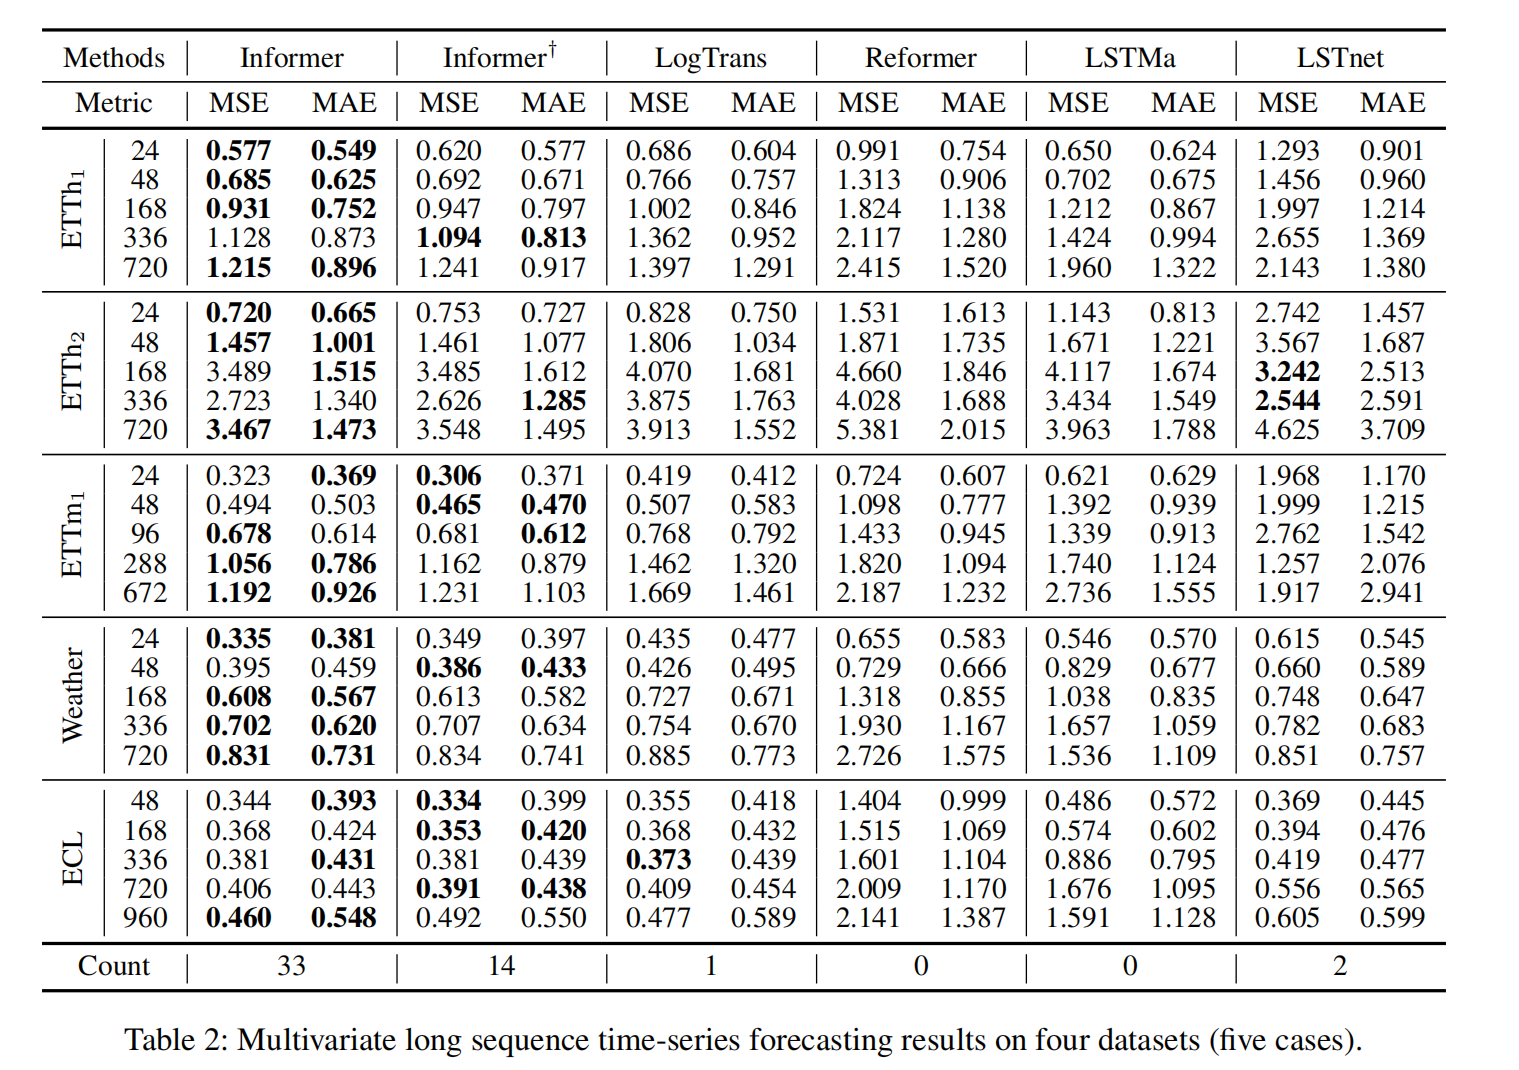 Methods Informer Informer† LogTrans Reformer LSTMa LSTnet
Metric MSE MAE MSE MAE MSE MAE MSE MAE MSE MAE MSE MAE
ETTh1
24 0.577 0.549 0.620 0.577 0.686 0.604 0.991 0.754 0.650 0.624 1.293 0.901
48 0.685 0.625 0.692 0.671 0.766 0.757 1.313 0.906 0.702 0.675 1.456 0.960
168 0.931 0.752 0.947 0.797 1.002 0.846 1.824 1.138 1.212 0.867 1.997 1.214
336 1.128 0.873 1.094 0.813 1.362 0.952 2.117 1.280 1.424 0.994 2.655 1.369
720 1.215 0.896 1.241 0.917 1.397 1.291 2.415 1.520 1.960 1.322 2.143 1.380
ETTh2
24 0.720 0.665 0.753 0.727 0.828 0.750 1.531 1.613 1.143 0.813 2.742 1.457
48 1.457 1.001 1.461 1.077 1.806 1.034 1.871 1.735 1.671 1.221 3.567 1.687
168 3.489 1.515 3.485 1.612 4.070 1.681 4.660 1.846 4.117 1.674 3.242 2.513
336 2.723 1.340 2.626 1.285 3.875 1.763 4.028 1.688 3.434 1.549 2.544 2.591
720 3.467 1.473 3.548 1.495 3.913 1.552 5.381 2.015 3.963 1.788 4.625 3.709
ETTm1
24 0.323 0.369 0.306 0.371 0.419 0.412 0.724 0.607 0.621 0.629 1.968 1.170
48 0.494 0.503 0.465 0.470 0.507 0.583 1.098 0.777 1.392 0.939 1.999 1.215
96 0.678 0.614 0.681 0.612 0.768 0.792 1.433 0.945 1.339 0.913 2.762 1.542
288 1.056 0.786 1.162 0.879 1.462 1.320 1.820 1.094 1.740 1.124 1.257 2.076
672 1.192 0.926 1.231 1.103 1.669 1.461 2.187 1.232 2.736 1.555 1.917 2.941
Weather
24 0.335 0.381 0.349 0.397 0.435 0.477 0.655 0.583 0.546 0.570 0.615 0.545
48 0.395 0.459 0.386 0.433 0.426 0.495 0.729 0.666 0.829 0.677 0.660 0.589
168 0.608 0.567 0.613 0.582 0.727 0.671 1.318 0.855 1.038 0.835 0.748 0.647
336 0.702 0.620 0.707 0.634 0.754 0.670 1.930 1.167 1.657 1.059 0.782 0.683
720 0.831 0.731 0.834 0.741 0.885 0.773 2.726 1.575 1.536 1.109 0.851 0.757
ECL
48 0.344 0.393 0.334 0.399 0.355 0.418 1.404 0.999 0.486 0.572 0.369 0.445
168 0.368 0.424 0.353 0.420 0.368 0.432 1.515 1.069 0.574 0.602 0.394 0.476
336 0.381 0.431 0.381 0.439 0.373 0.439 1.601 1.104 0.886 0.795 0.419 0.477
720 0.406 0.443 0.391 0.438 0.409 0.454 2.009 1.170 1.676 1.095 0.556 0.565
960 0.460 0.548 0.492 0.550 0.477 0.589 2.141 1.387 1.591 1.128 0.605 0.599
Count 33 14 1 0 0 2
Table 2: Multivariate long sequence time-series forecasting results on four datasets (five cases).